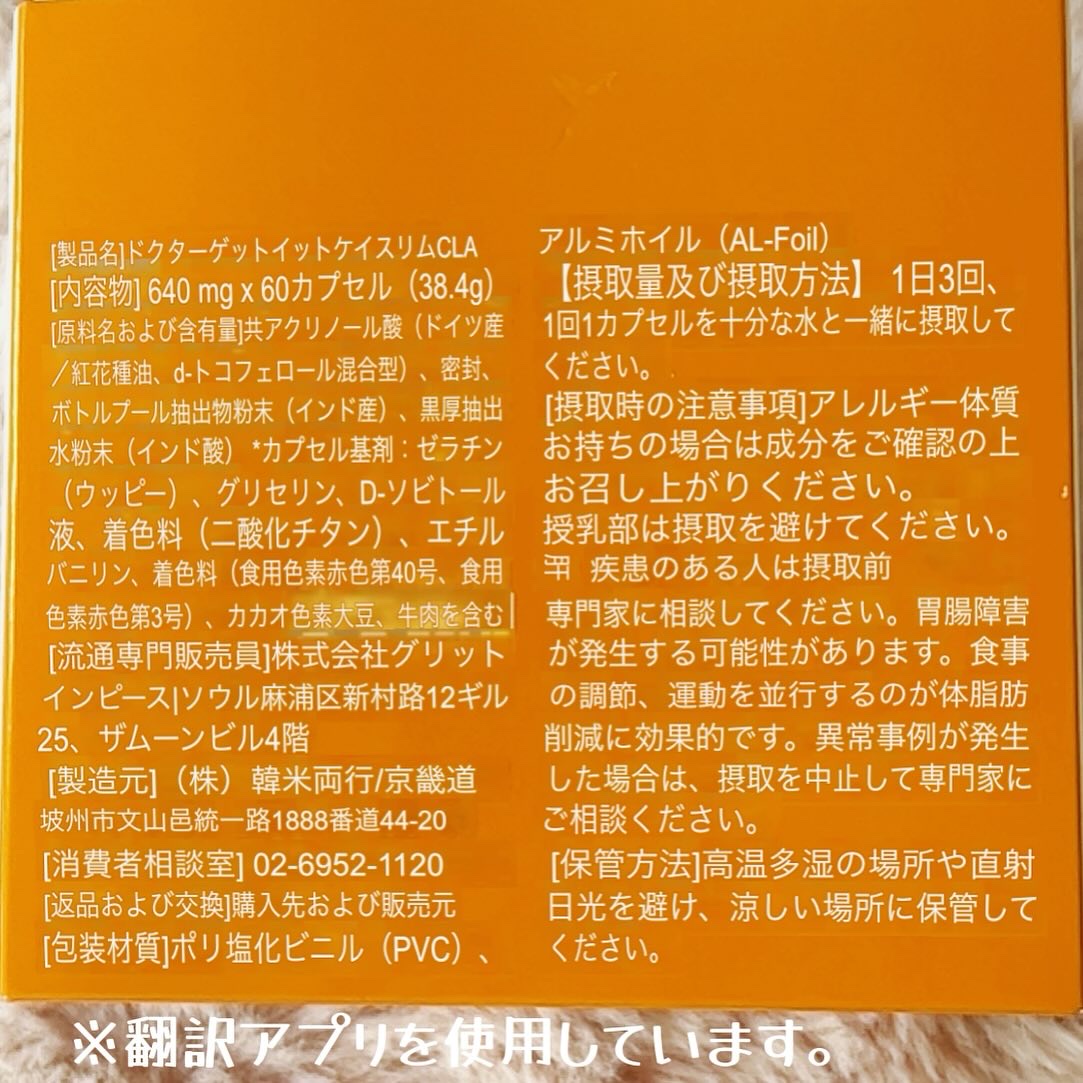 [製品名]ドクターゲットイットケイスリムCLA
[内容物] 640 mg x 60カプセル（38.4g）
[原料名および含有量]共アクリノール酸（ドイツ産
／紅花種油、d-トコフェロール混合型）、密封、
ボトルプール抽出物粉末（インド産）、黒厚抽出
水粉末（インド酸） *カプセル基剤：ゼラチン
（ウッピー）、グリセリン、D-ソビトール
液、着色料（二酸化チタン）、エチル
バニリン、着色料（食用色素赤色第40号、食用
色素赤色第3号）、カカオ色素大豆、牛肉を含む
[流通専門販売員]株式会社グリット
インピース|ソウル麻浦区新村路12ギル
25、ザムーンビル4階
[製造元]（株）韓米両行/京畿道
坡州市文山邑統一路1888番道44-20
[消費者相談室] 02-6952-1120
[返品および交換]購入先および販売元
[包装材質]ポリ塩化ビニル（PVC）、
アルミホイル（AL-Foil）
【摂取量及び摂取方法】 1日3回、
1回1カプセルを十分な水と一緒に摂取して
ください。
[摂取時の注意事項]アレルギー体質
お持ちの場合は成分をご確認の上
お召し上がりください。
授乳部は摂取を避けてください。
疾患のある人は摂取前
専門家に相談してください。胃腸障害
が発生する可能性があります。食事
の調節、運動を並行するのが体脂肪
削減に効果的です。異常事例が発生
した場合は、摂取を中止して専門家に
ご相談ください。
[保管方法]高温多湿の場所や直射
日光を避け、涼しい場所に保管して
ください。
※翻訳アプリを使用しています。